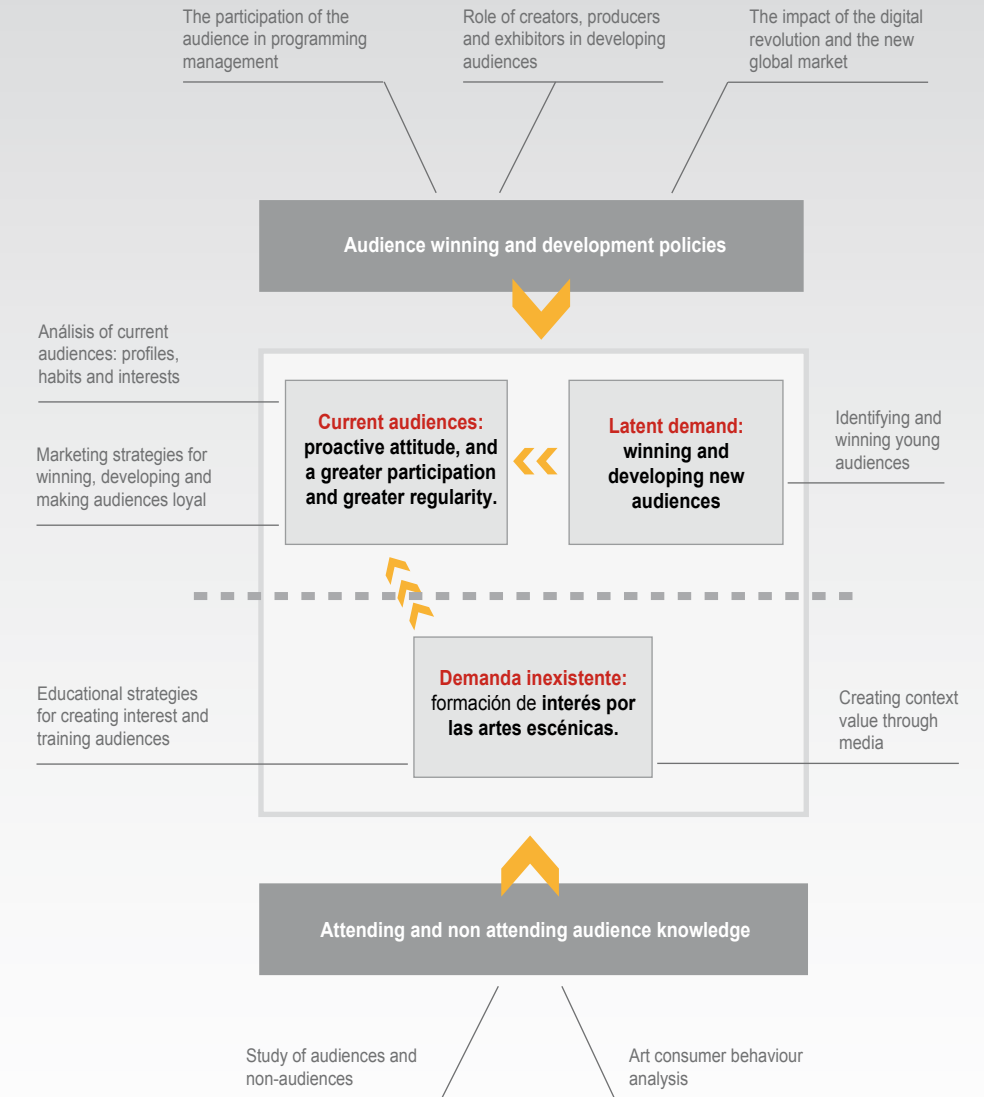 The participation of the
audience in programming
management
Role of creators, producers
and exhibitors in developing
audiences
The impact of the digital
revolution and the new
global market
Audience winning and development policies
Análisis of current
audiences: profiles,
habits and interests
Marketing strategies for
winning, developing and
making audiences loyal
Current audiences:
proactive attitude, and
a greater participation
and greater regularity.
Latent demand:
winning and
developing new
audiences
Identifying and
winning young
audiences
Educational strategies
for creating interest and
training audiences
Demanda inexistente:
formación de interés por
las artes escénicas.
Creating context
value through
media
Attending and non attending audience knowledge
Study of audiences and
non-audiences
Art consumer behaviour
analysis